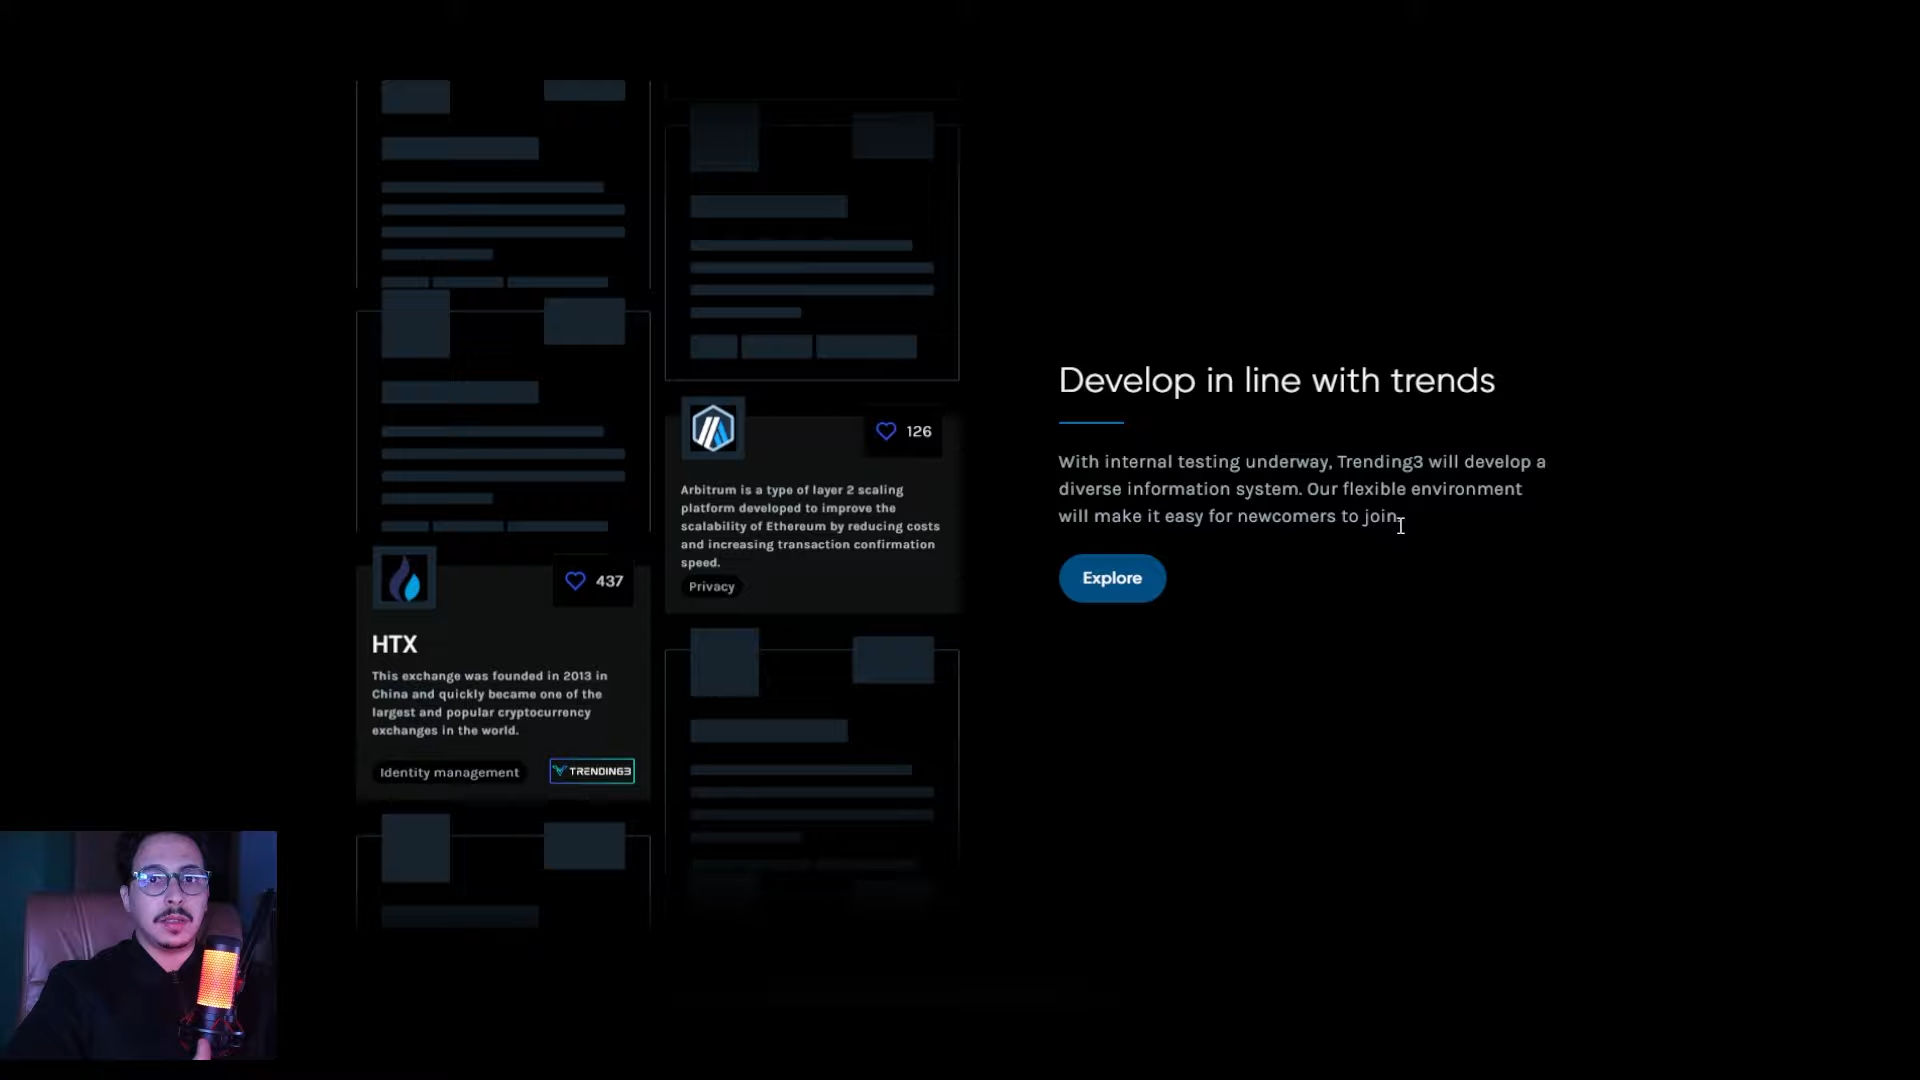 126
Arbitrum is a type of layer 2 scaling
platform developed to improve the
scalability of Ethereum by reducing costs
and increasing transaction confirmation
speed.
Privacy
437
HTX
This exchange was founded in 2013 in
China and quickly became one of the
largest and popular cryptocurrency
exchanges in the world.
Identity management
TRENDING3
Develop in line with trends
With internal testing underway, Trending3 will develop a
diverse information system. Our flexible environment
will make it easy for newcomers to join.
Explore